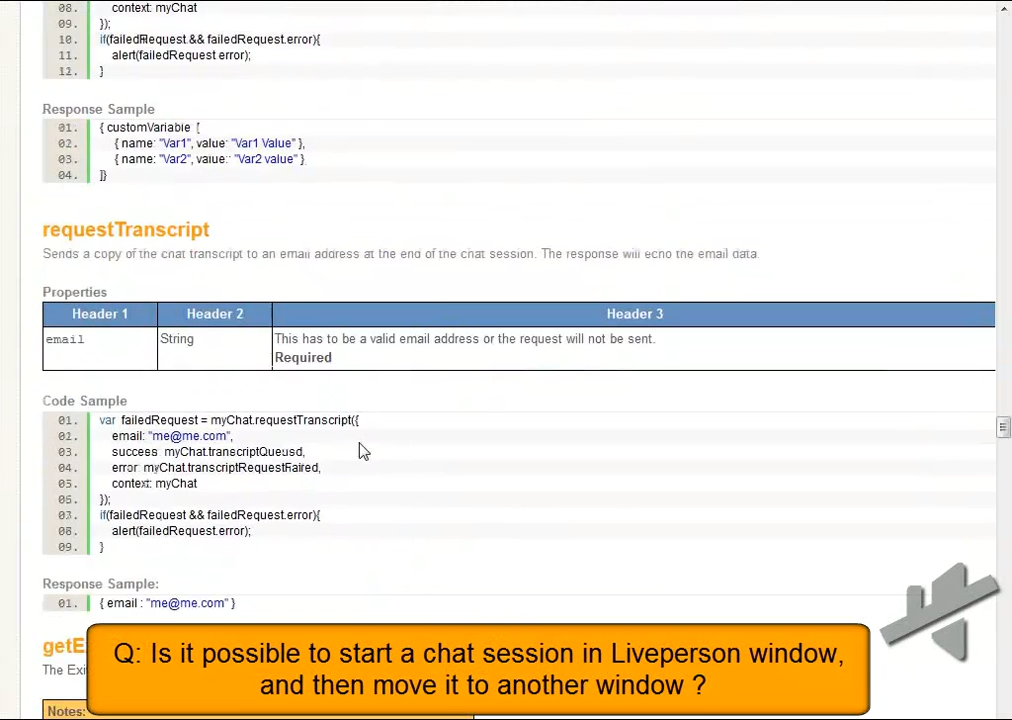 08. context: myChat
09. });
10. if(failedRequest && failedRequest.error){
11. alert(failedRequest error);
12. }
Response Sample
01. { customVariable [
02. { name: "Var1", value: "Var1 Value" },
03. { name: "Var2", value: "Var2 value" }
04. ]}
requestTranscript
Sends a copy of the chat transcript to an email address at the end of the chat session. The response will echo the email data.
Properties
Header 1 Header 2 Header 3
email String This has to be a valid email address or the request will not be sent.
Required
Code Sample
01. var failedRequest = myChat.requestTranscript({
02. email: "me@me.com",
03. success myChat.transcriptQueusd,
04. error: myChat.transcriptRequestFaired,
05. context: myChat
06. });
07. if(failedRequest && failedRequest.error){
08. alert(failedRequest.error);
09. }
Response Sample:
01. { email : "me@me.com" }
getE
The Exi
Notes:
Q: Is it possible to start a chat session in Liveperson window,
and then move it to another window ?